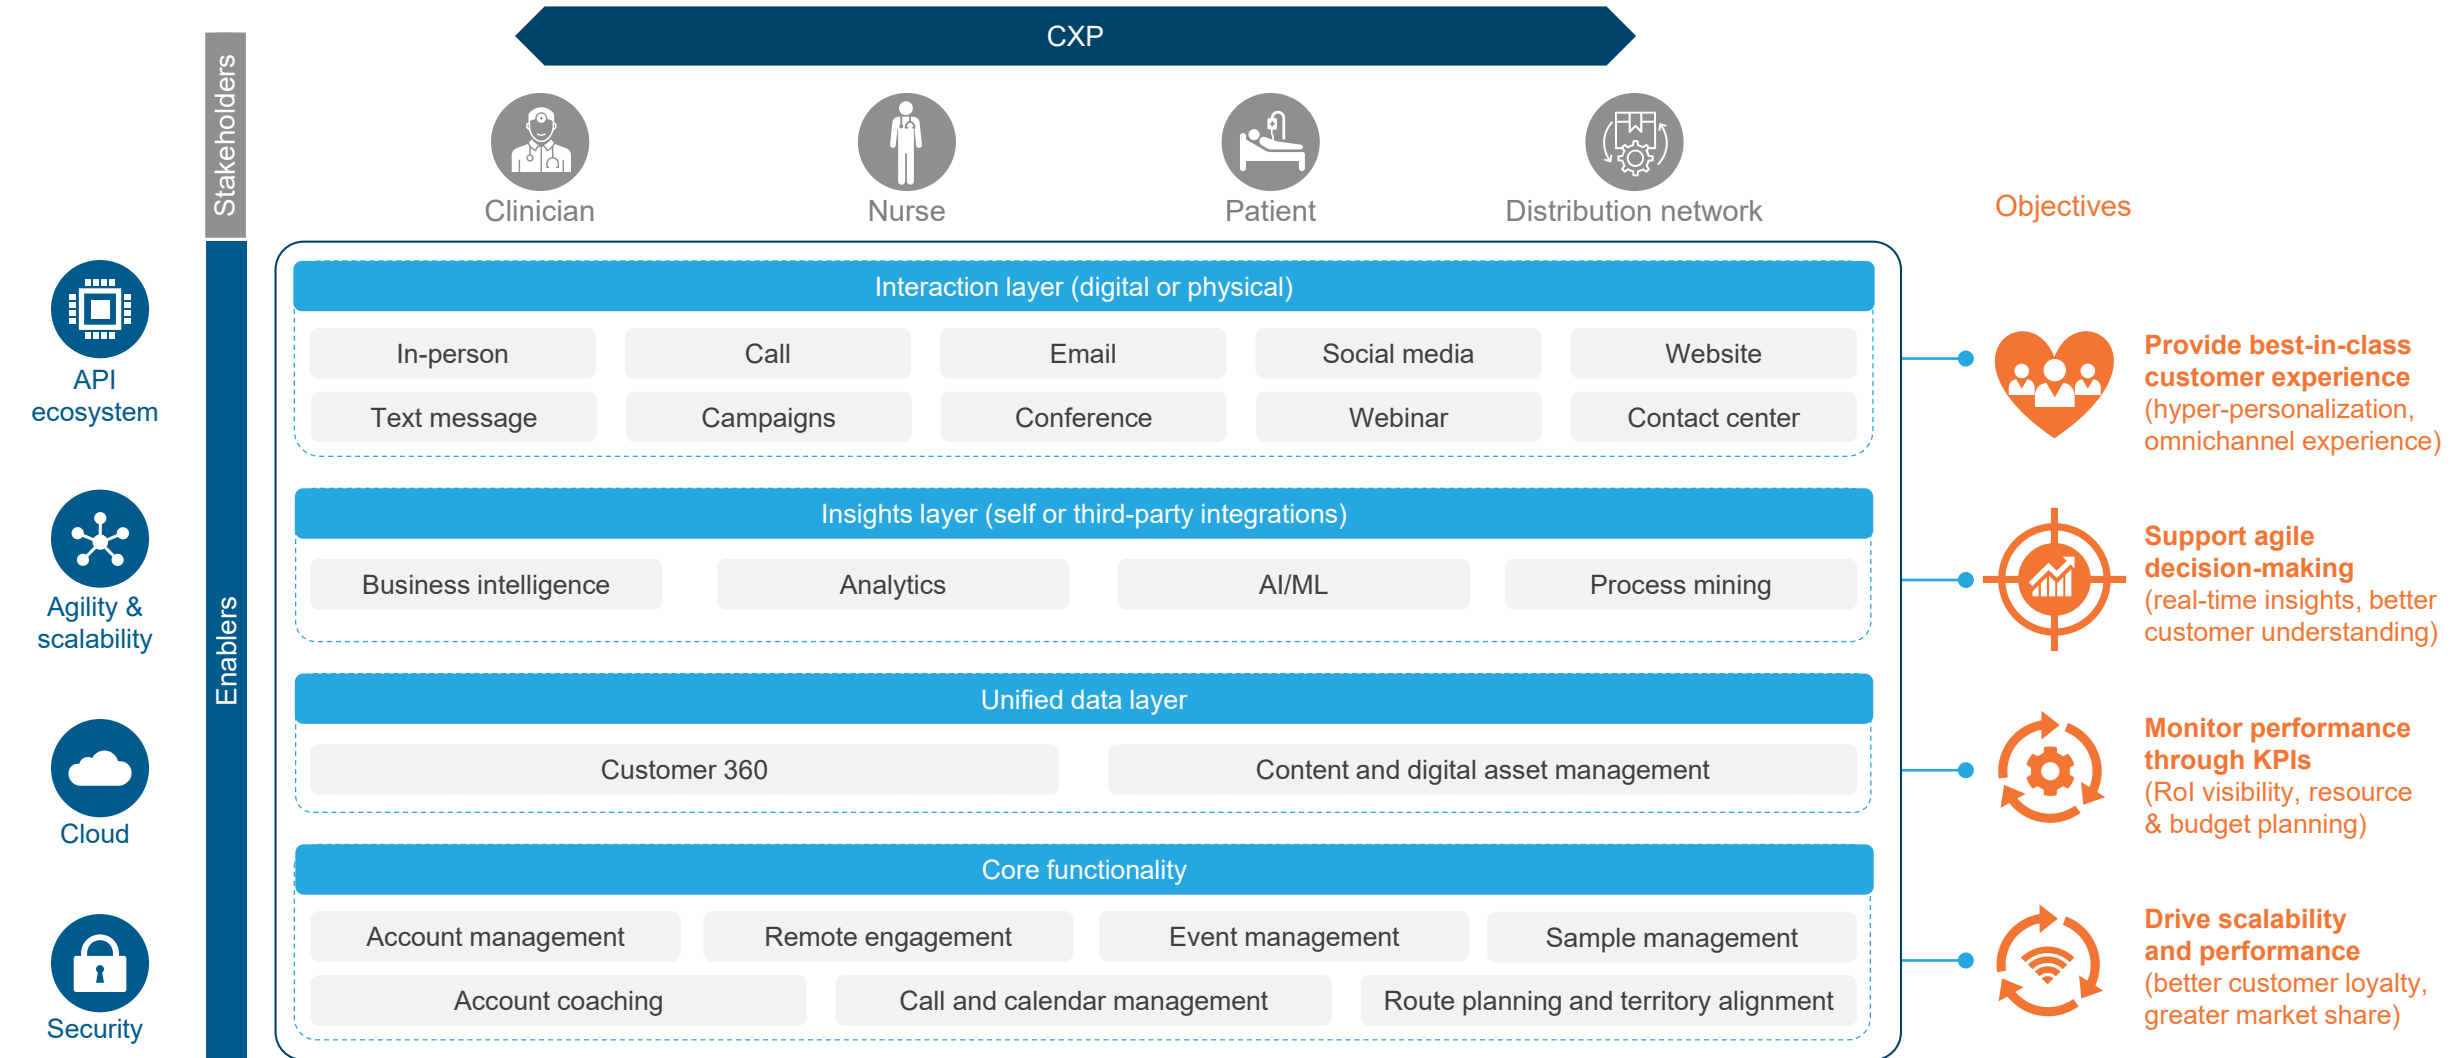 CXP
Stakeholders
Clinician
Nurse
Patient
Distribution network
Objectives
Enablers
API
ecosystem
Agility &
scalability
Cloud
Security
Interaction layer (digital or physical)
In-person
Call
Email
Social media
Website
Text message
Campaigns
Conference
Webinar
Contact center
Insights layer (self or third-party integrations)
Business intelligence
Analytics
AI/ML
Process mining
Unified data layer
Customer 360
Content and digital asset management
Core functionality
Account management
Remote engagement
Event management
Sample management
Account coaching
Call and calendar management
Route planning and territory alignment
Provide best-in-class
customer experience
(hyper-personalization,
omnichannel experience)
Support agile
decision-making
(real-time insights, better
customer understanding)
Monitor performance
through KPIs
(RoI visibility, resource
& budget planning)
Drive scalability
and performance
(better customer loyalty,
greater market share)